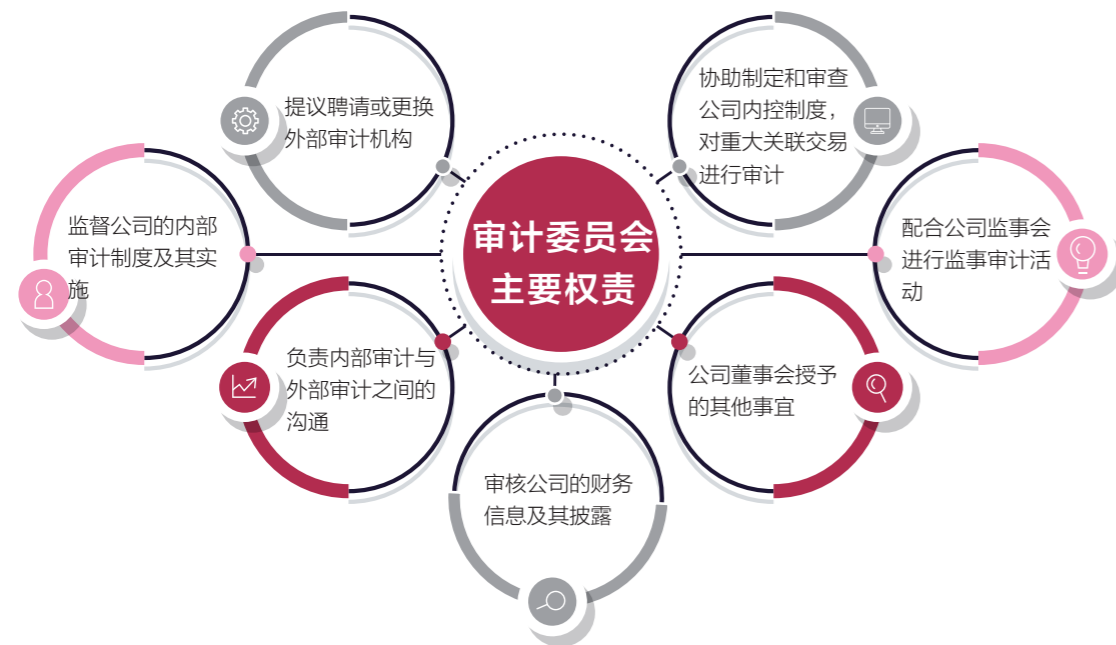 提议聘请或更换
外部审计机构
协助制定和审查
公司内控制度，
对重大关联交易
进行审计
监督公司的内部
审计制度及其实
施
审计委员会
主要权责
配合公司监事会
进行监事审计活
动
负责内部审计与
外部审计之间的
沟通
公司董事会授予
的其他事宜
审核公司的财务
信息及其披露